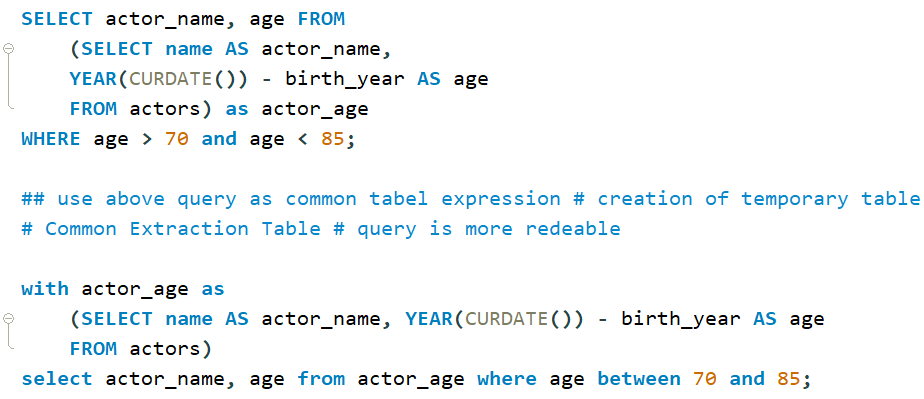 SELECT actor_name, age FROM
(SELECT name AS actor_name,
YEAR(CURDATE()) - birth_year AS age
FROM actors) as actor_age
WHERE age > 70 and age < 85;
## use above query as common tabel expression # creation of temporary table
# Common Extraction Table # query is more redeable
with actor_age as
(SELECT name AS actor_name, YEAR(CURDATE()) - birth_year AS age
FROM actors)
select actor_name, age from actor_age where age between 70 and 85;